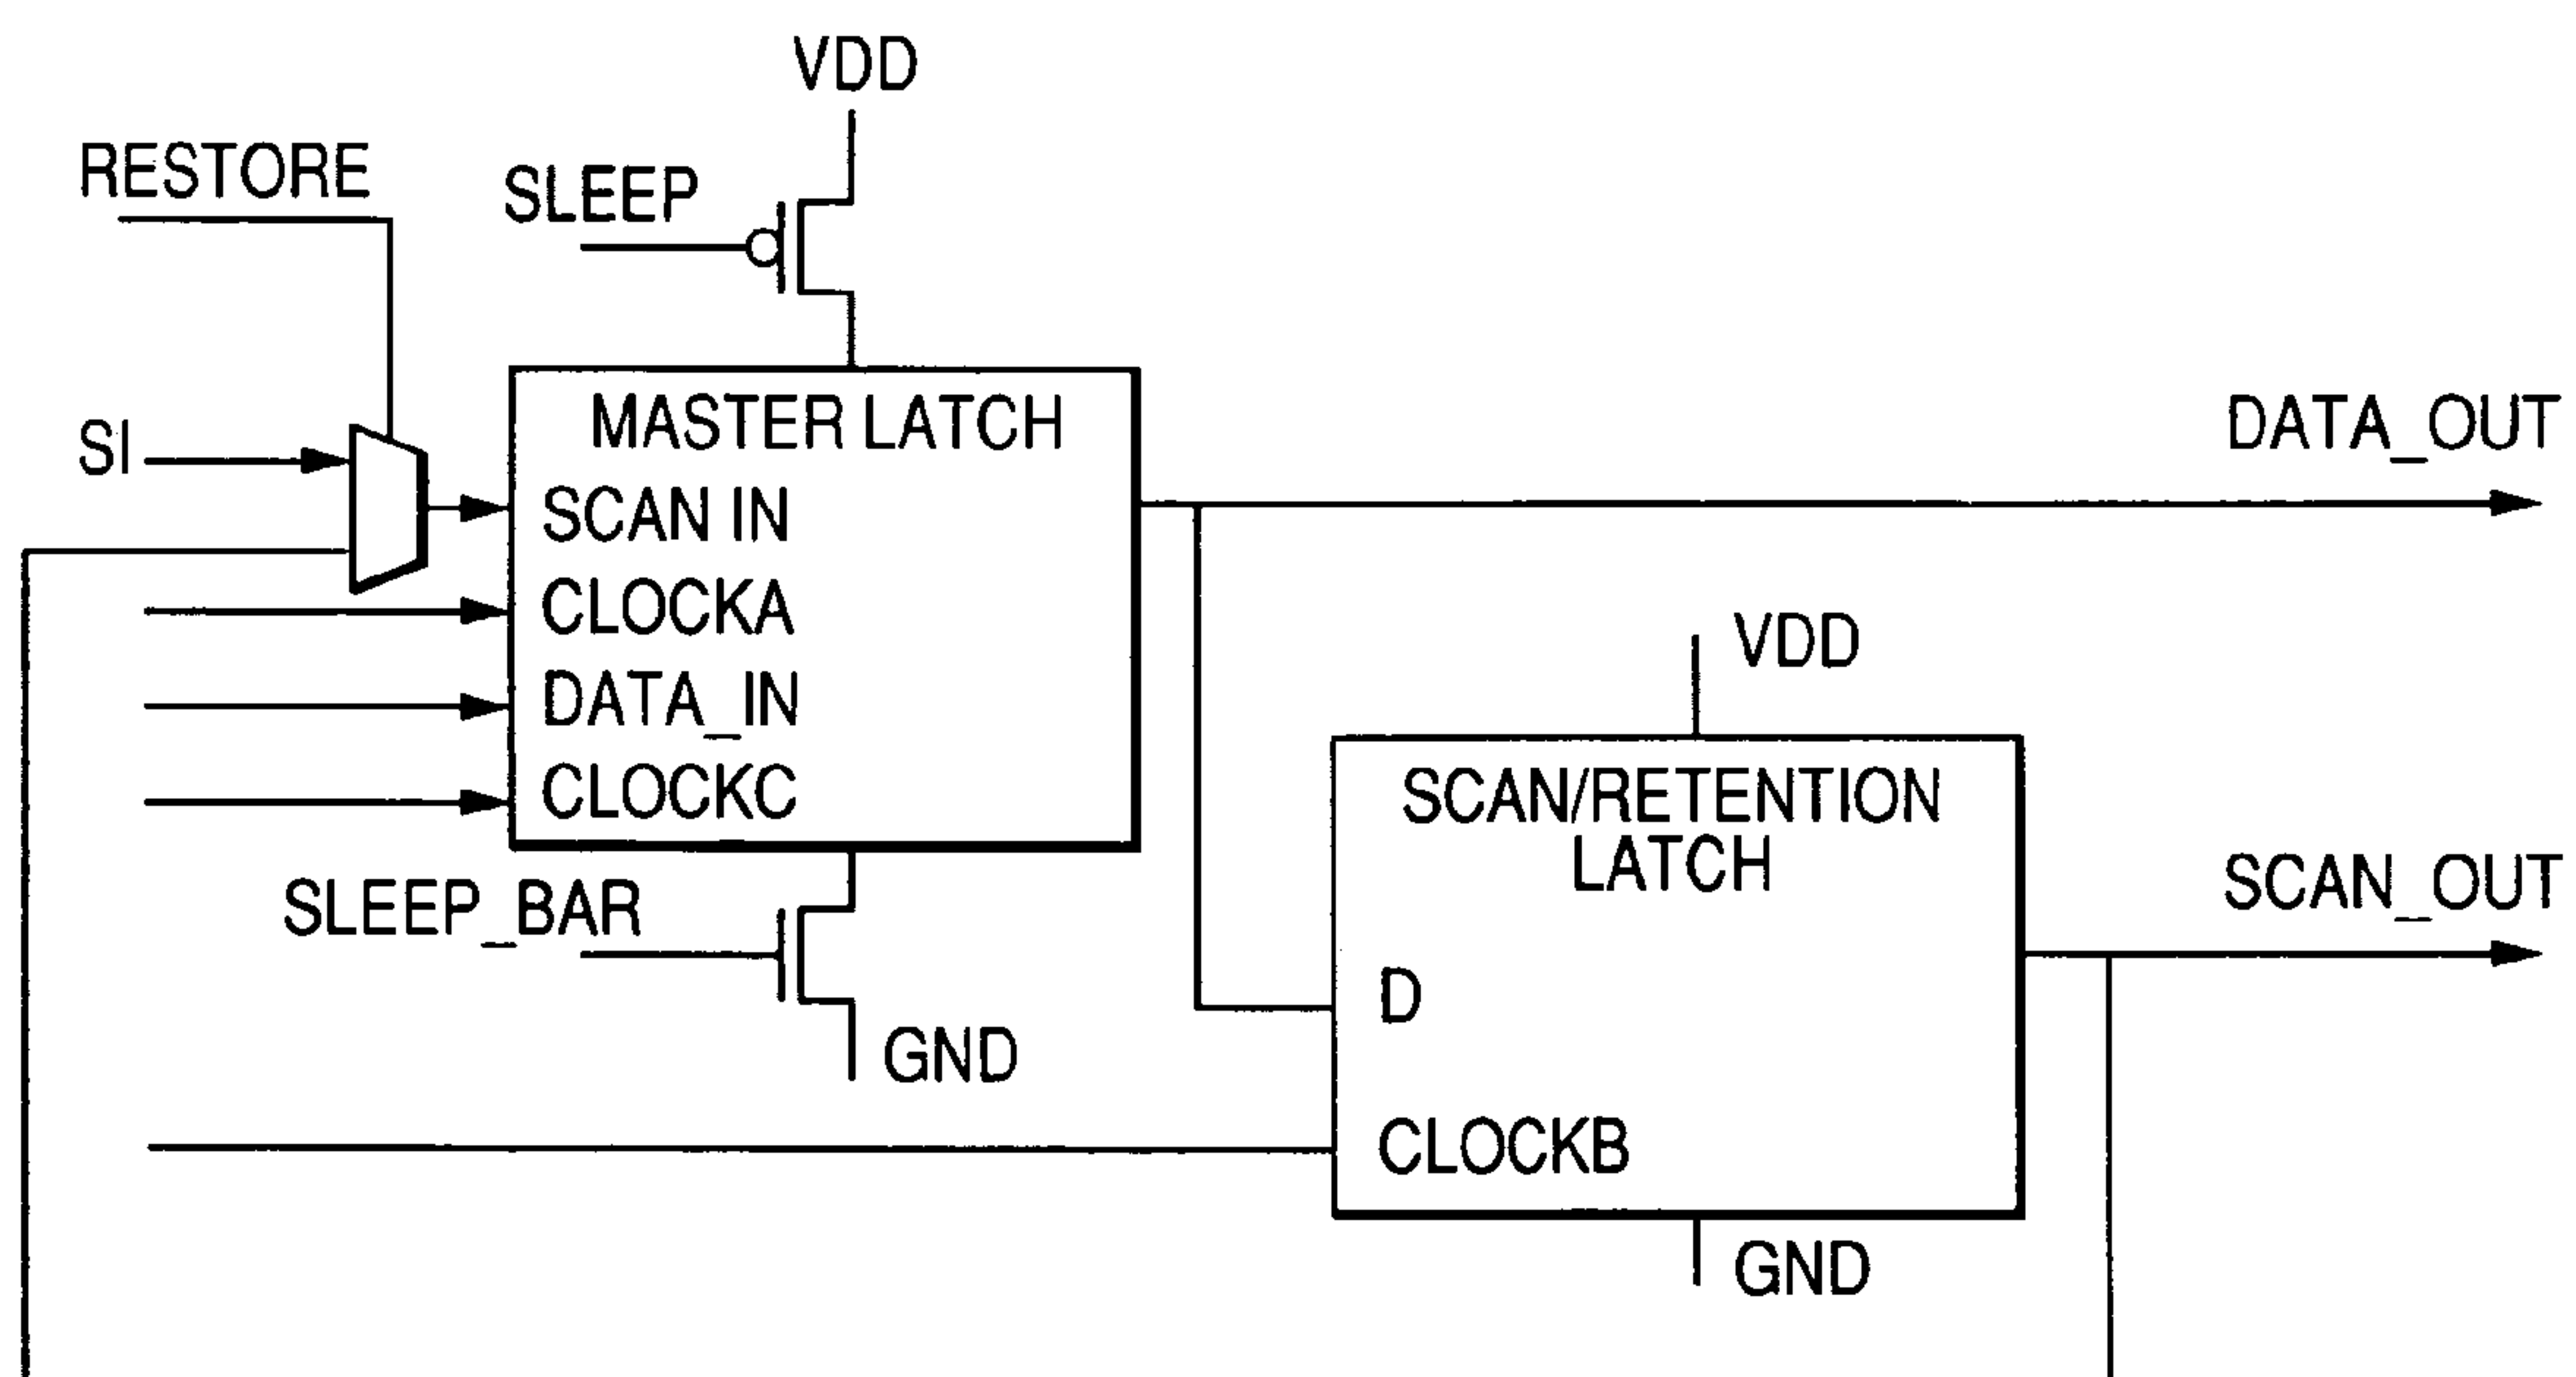 VDD
RESTORE
SLEEP
SI
MASTER LATCH
SCAN IN
CLOCKA
DATA_IN
CLOCKC
DATA_OUT
VDD
SCAN/RETENTION
LATCH
SLEEP_BAR
SCAN_OUT
D
GND
CLOCKB
GND